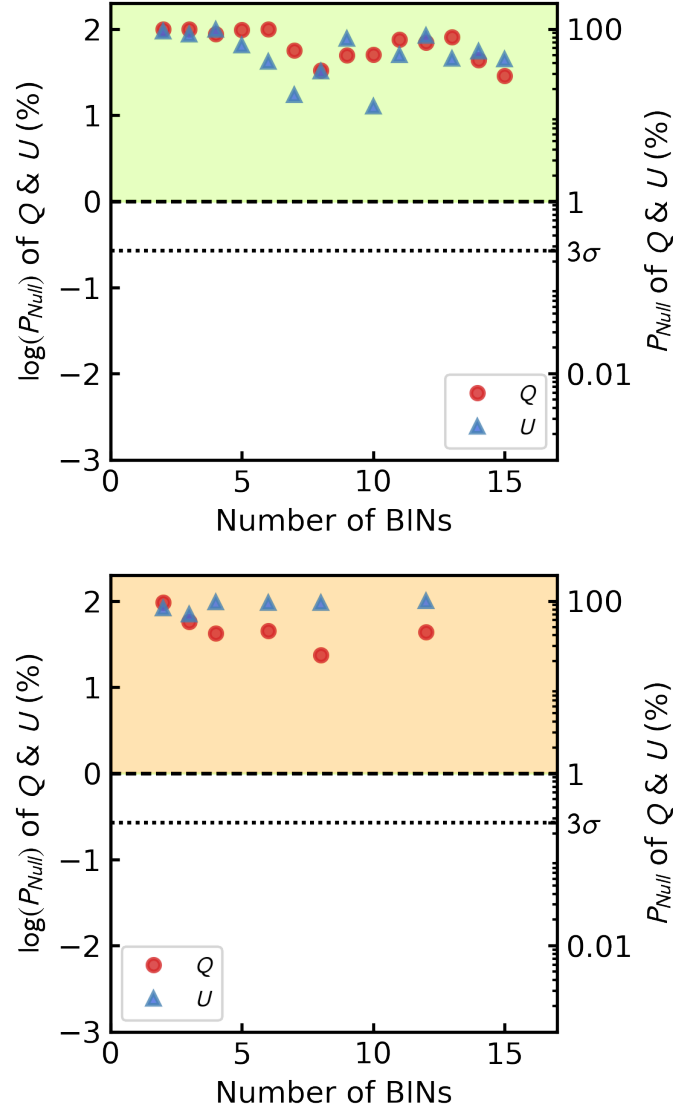 2
1
0
−1
−2
−3
log(P_Null) of Q & U (%)
100
1
3σ
0.01
P_Null of Q & U (%)
Q
U
0 5 10 15
Number of BINs
2
1
0
−1
−2
−3
log(P_Null) of Q & U (%)
100
1
3σ
0.01
P_Null of Q & U (%)
Q
U
0 5 10 15
Number of BINs